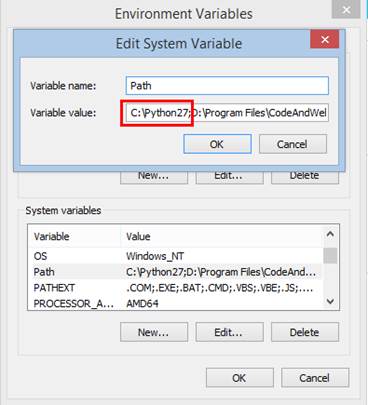 Environment Variables
Edit System Variable
Variable name: Path
Variable value: C:\Python27;D:\Program Files\CodeAndWel
OK Cancel
New... Edit... Delete
System variables
Variable Value
OS Windows_NT
Path C:\Python27;D:\Program Files\CodeAnd...
PATHEXT .COM;.EXE;.BAT;.CMD;.VBS;.VBE;.JS;....
PROCESSOR_A... AMD64
New... Edit... Delete
OK Cancel